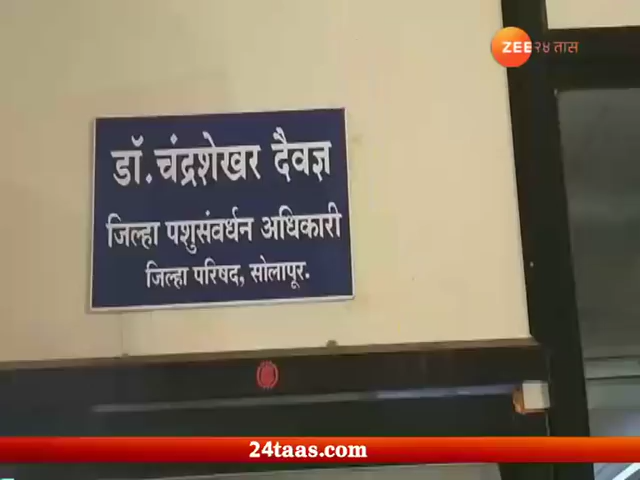 ZEE २४ तास
डॉ.चंद्रशेखर दैवज्ञ
जिल्हा पशुसंवर्धन अधिकारी
जिल्हा परिषद, सोलापूर.
24taas.com